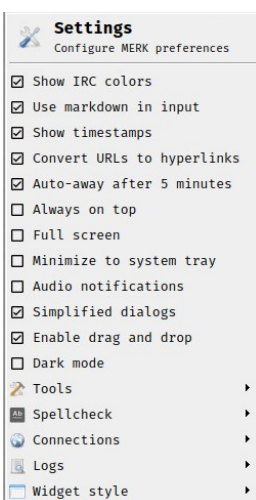 Settings
Configure MERK preferences
Show IRC colors
Use markdown in input
Show timestamps
Convert URLs to hyperlinks
Auto-away after 5 minutes
Always on top
Full screen
Minimize to system tray
Audio notifications
Simplified dialogs
Enable drag and drop
Dark mode
Tools
Ab Spellcheck
Connections
Logs
Widget style